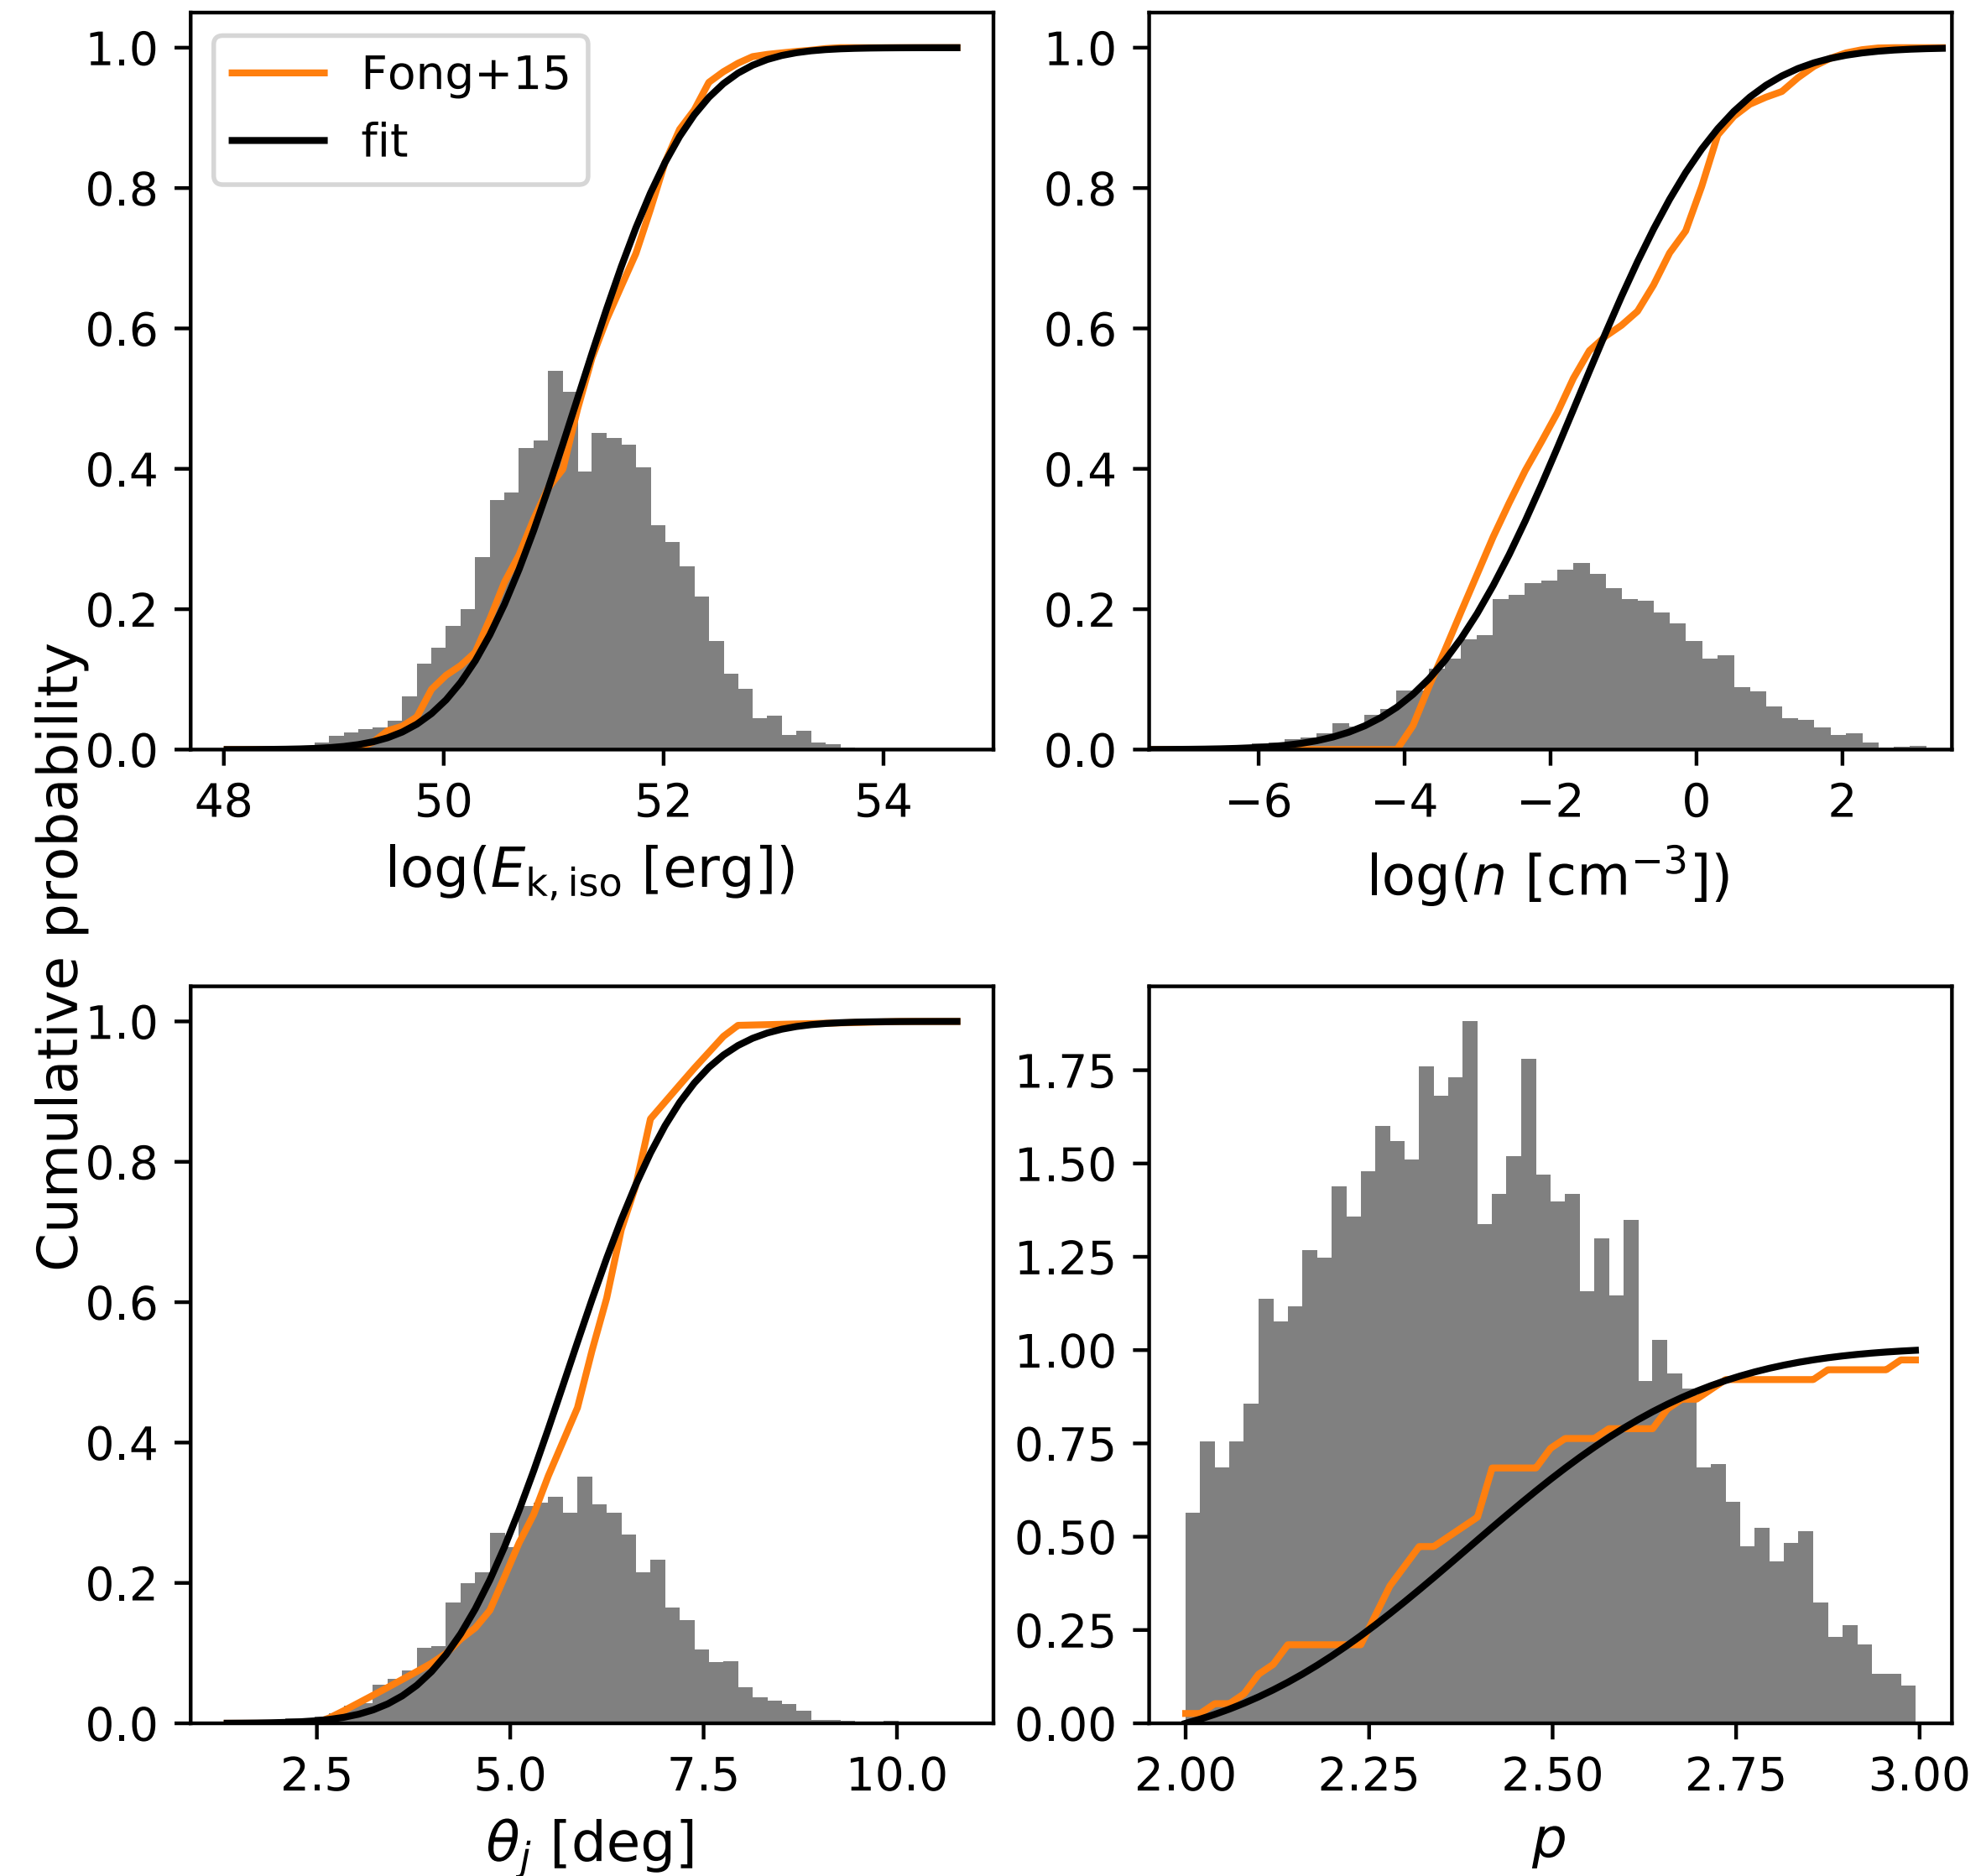 Cumulative probability
1.0
0.8
0.6
0.4
0.2
0.0
Fong+15
fit
48 50 52 54
log(E_k, iso [erg])
1.0
0.8
0.6
0.4
0.2
0.0
−6 −4 −2 0 2
log(n [cm⁻³])
1.0
0.8
0.6
0.4
0.2
0.0
2.5 5.0 7.5 10.0
θ_j [deg]
1.75
1.50
1.25
1.00
0.75
0.50
0.25
0.00
2.00 2.25 2.50 2.75 3.00
p